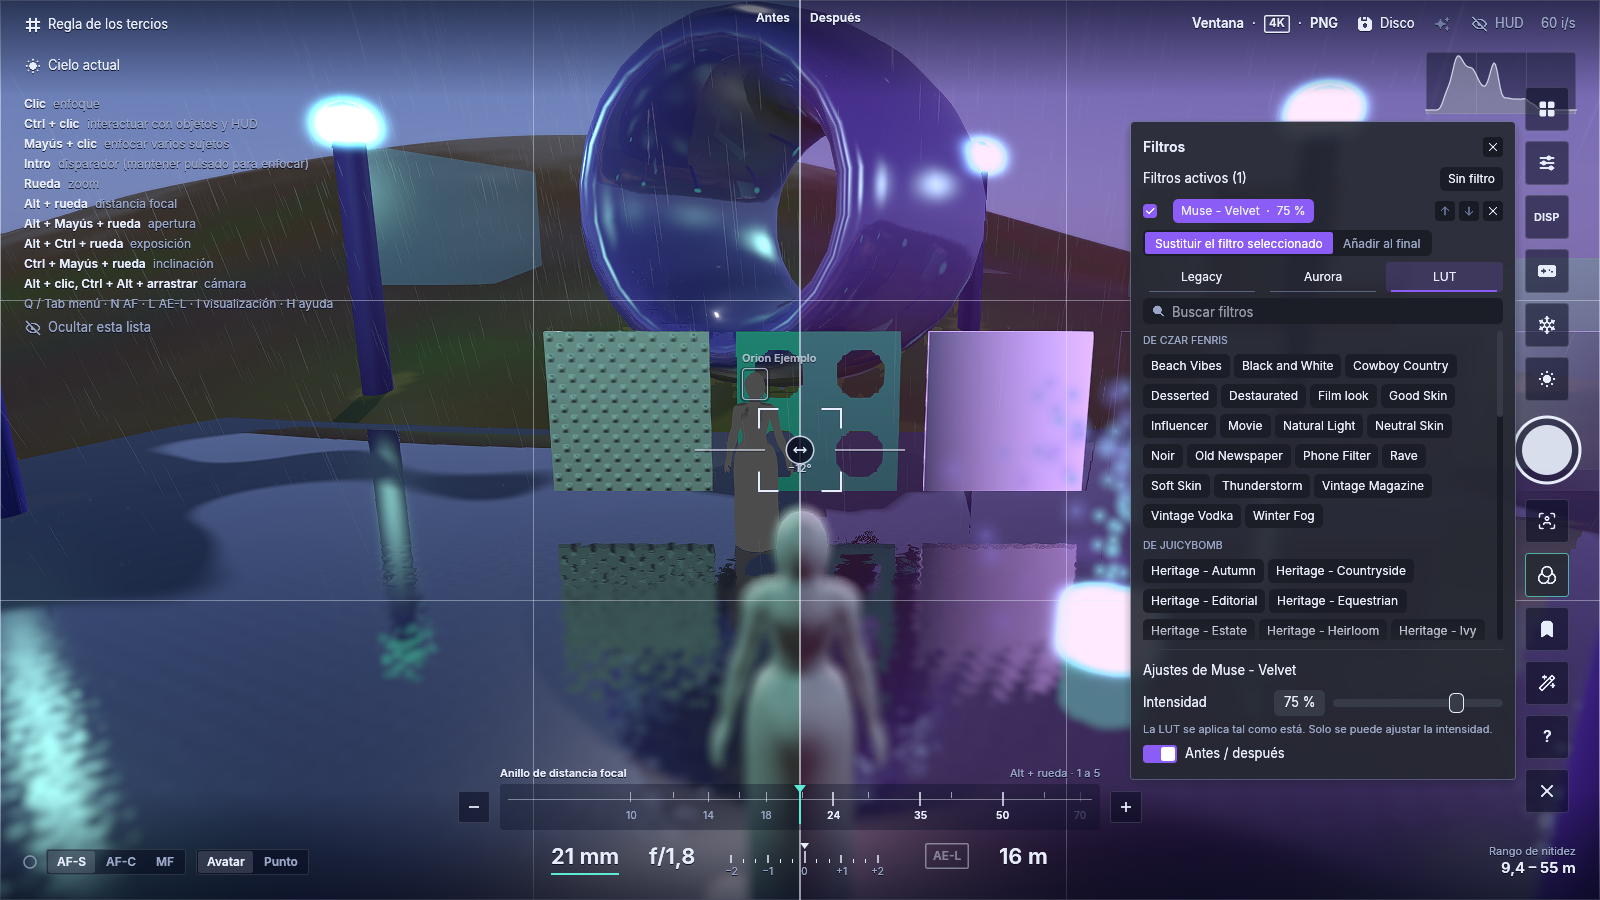 Regla de los tercios
Antes
Después
Ventana · 4K · PNG
Disco
HUD
60 i/s
Cielo actual
Clic enfoque
Ctrl + clic interactuar con objetos y HUD
Mayús + clic enfocar varios sujetos
Intro disparador (mantener pulsado para enfocar)
Rueda zoom
Alt + rueda distancia focal
Alt + Mayús + rueda apertura
Alt + Ctrl + rueda exposición
Ctrl + Mayús + rueda inclinación
Alt + clic, Ctrl + Alt + arrastrar cámara
Q / Tab menú · N AF · L AE-L · I visualización · H ayuda
Ocultar esta lista
Orion Ejemplo
−12°
Filtros
Filtros activos (1)
Sin filtro
Muse - Velvet · 75 %
Sustituir el filtro seleccionado
Añadir al final
Legacy
Aurora
LUT
Buscar filtros
DE CZAR FENRIS
Beach Vibes
Black and White
Cowboy Country
Desserted
Destaurated
Film look
Good Skin
Influencer
Movie
Natural Light
Neutral Skin
Noir
Old Newspaper
Phone Filter
Rave
Soft Skin
Thunderstorm
Vintage Magazine
Vintage Vodka
Winter Fog
DE JUICYBOMB
Heritage - Autumn
Heritage - Countryside
Heritage - Editorial
Heritage - Equestrian
Heritage - Estate
Heritage - Heirloom
Heritage - Ivy
Ajustes de Muse - Velvet
Intensidad
75 %
La LUT se aplica tal como está. Solo se puede ajustar la intensidad.
Antes / después
DISP
?
Anillo de distancia focal
Alt + rueda · 1 a 5
−
10 14 18 24 35 50 70
+
AF-S AF-C MF
Avatar Punto
21 mm
f/1,8
−2 −1 0 +1 +2
AE-L
16 m
Rango de nitidez
9,4 – 55 m